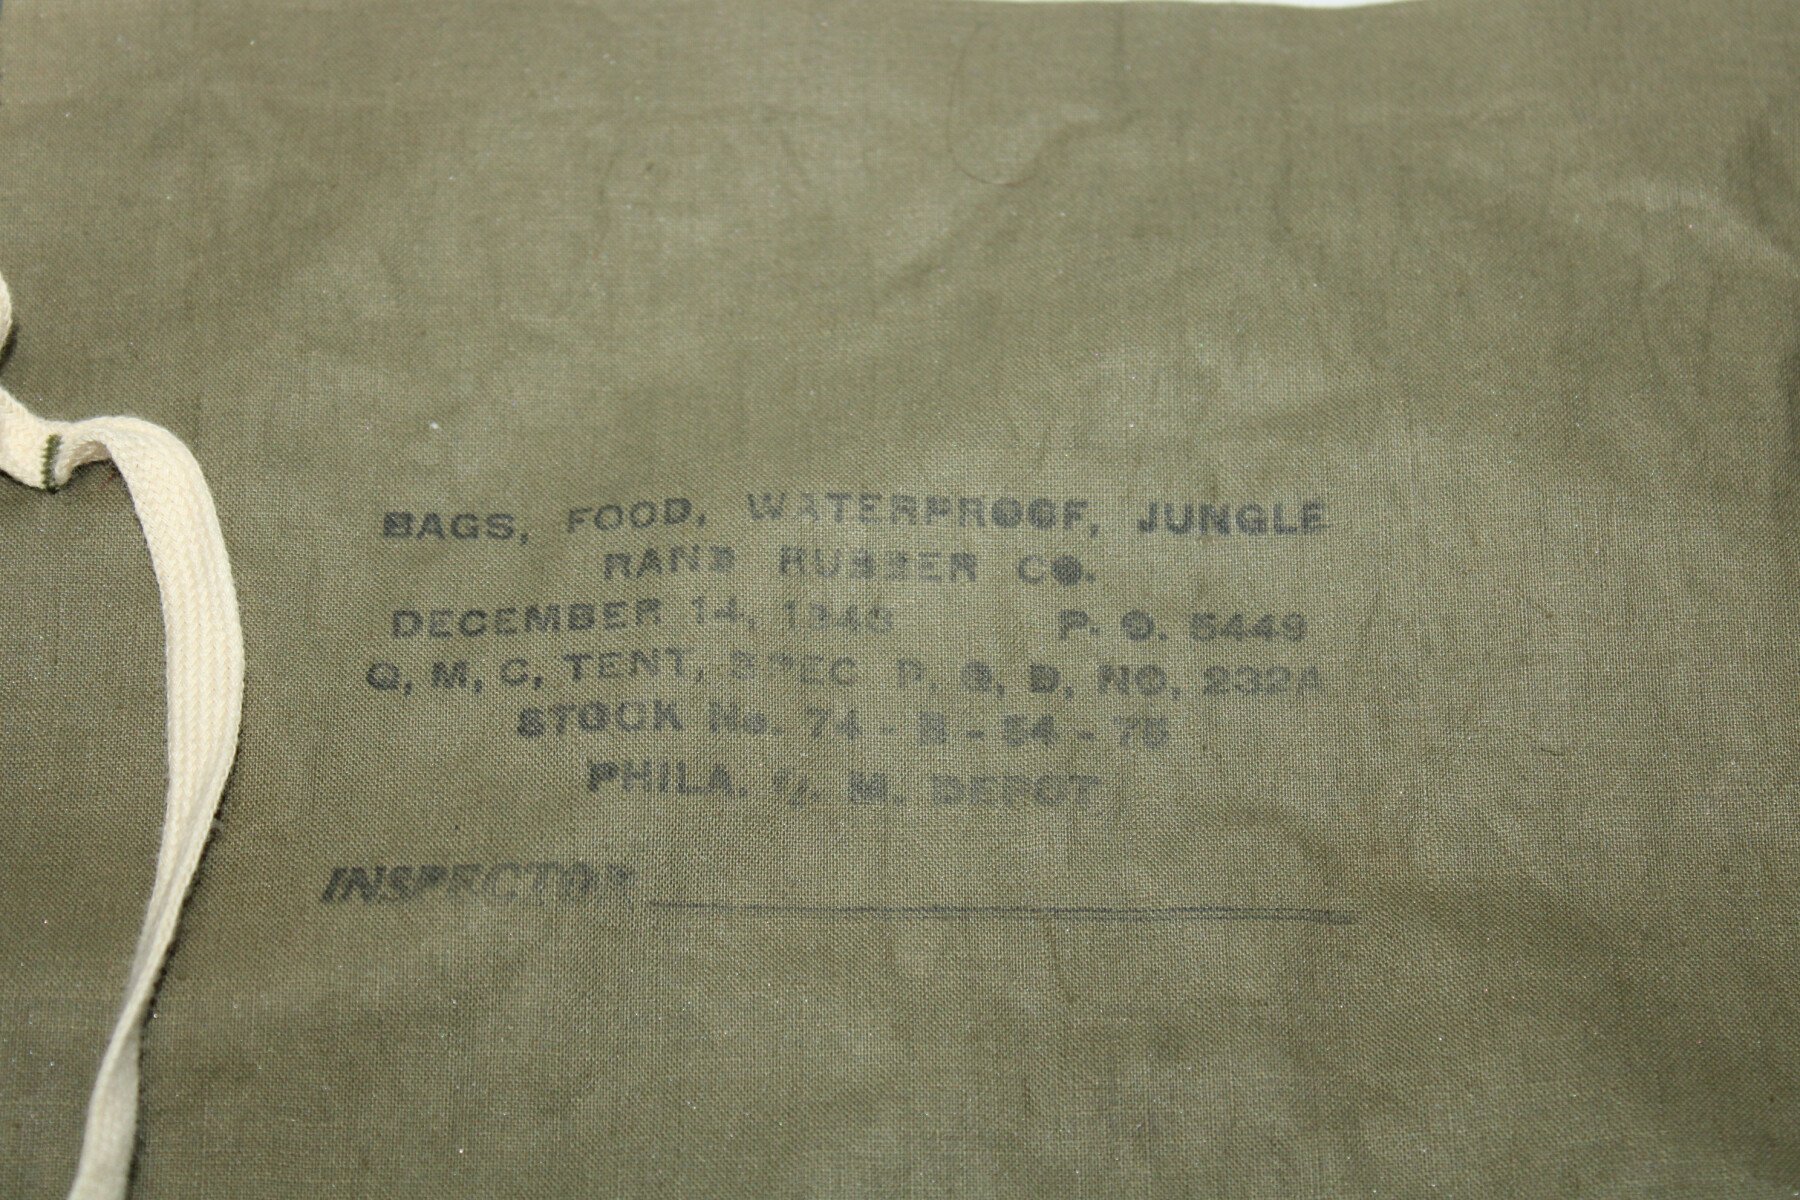 BAGS, FOOD, WATERPROOF, JUNGLE
RAND RUBBER CO.
DECEMBER 14, P. O. 5449
Q, M, C, TENT, SPEC P, Q, D, NO, 232A
STOCK No. 74 - B - 54 - 75
PHILA. Q. M. DEPOT
INSPECTOR